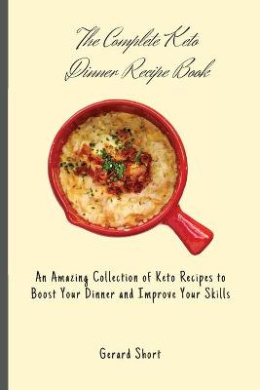 The Complete Keto
Dinner Recipe Book
An Amazing Collection of Keto Recipes to
Boost Your Dinner and Improve Your Skills
Gerard Short